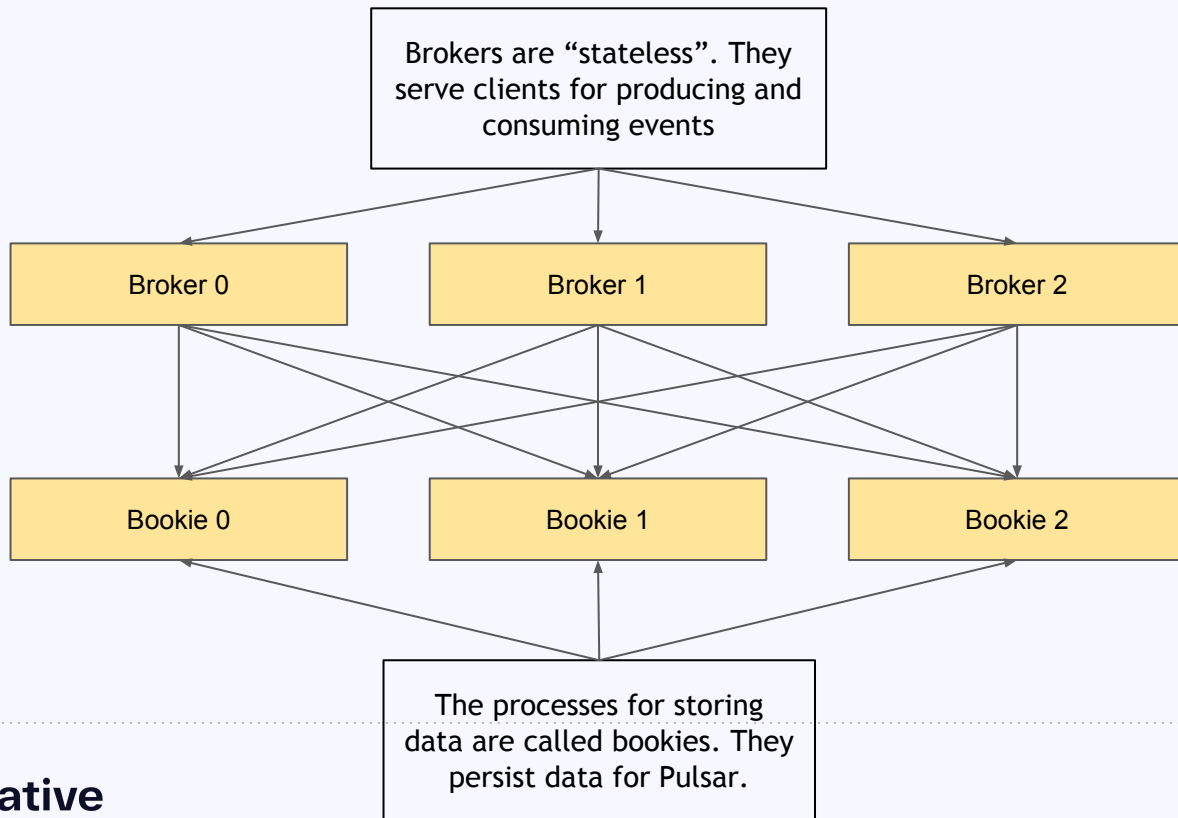 Brokers are “stateless”. They
serve clients for producing and
consuming events
Broker 0
Broker 1
Broker 2
Bookie 0
Bookie 1
Bookie 2
The processes for storing
data are called bookies. They
persist data for Pulsar.
ative